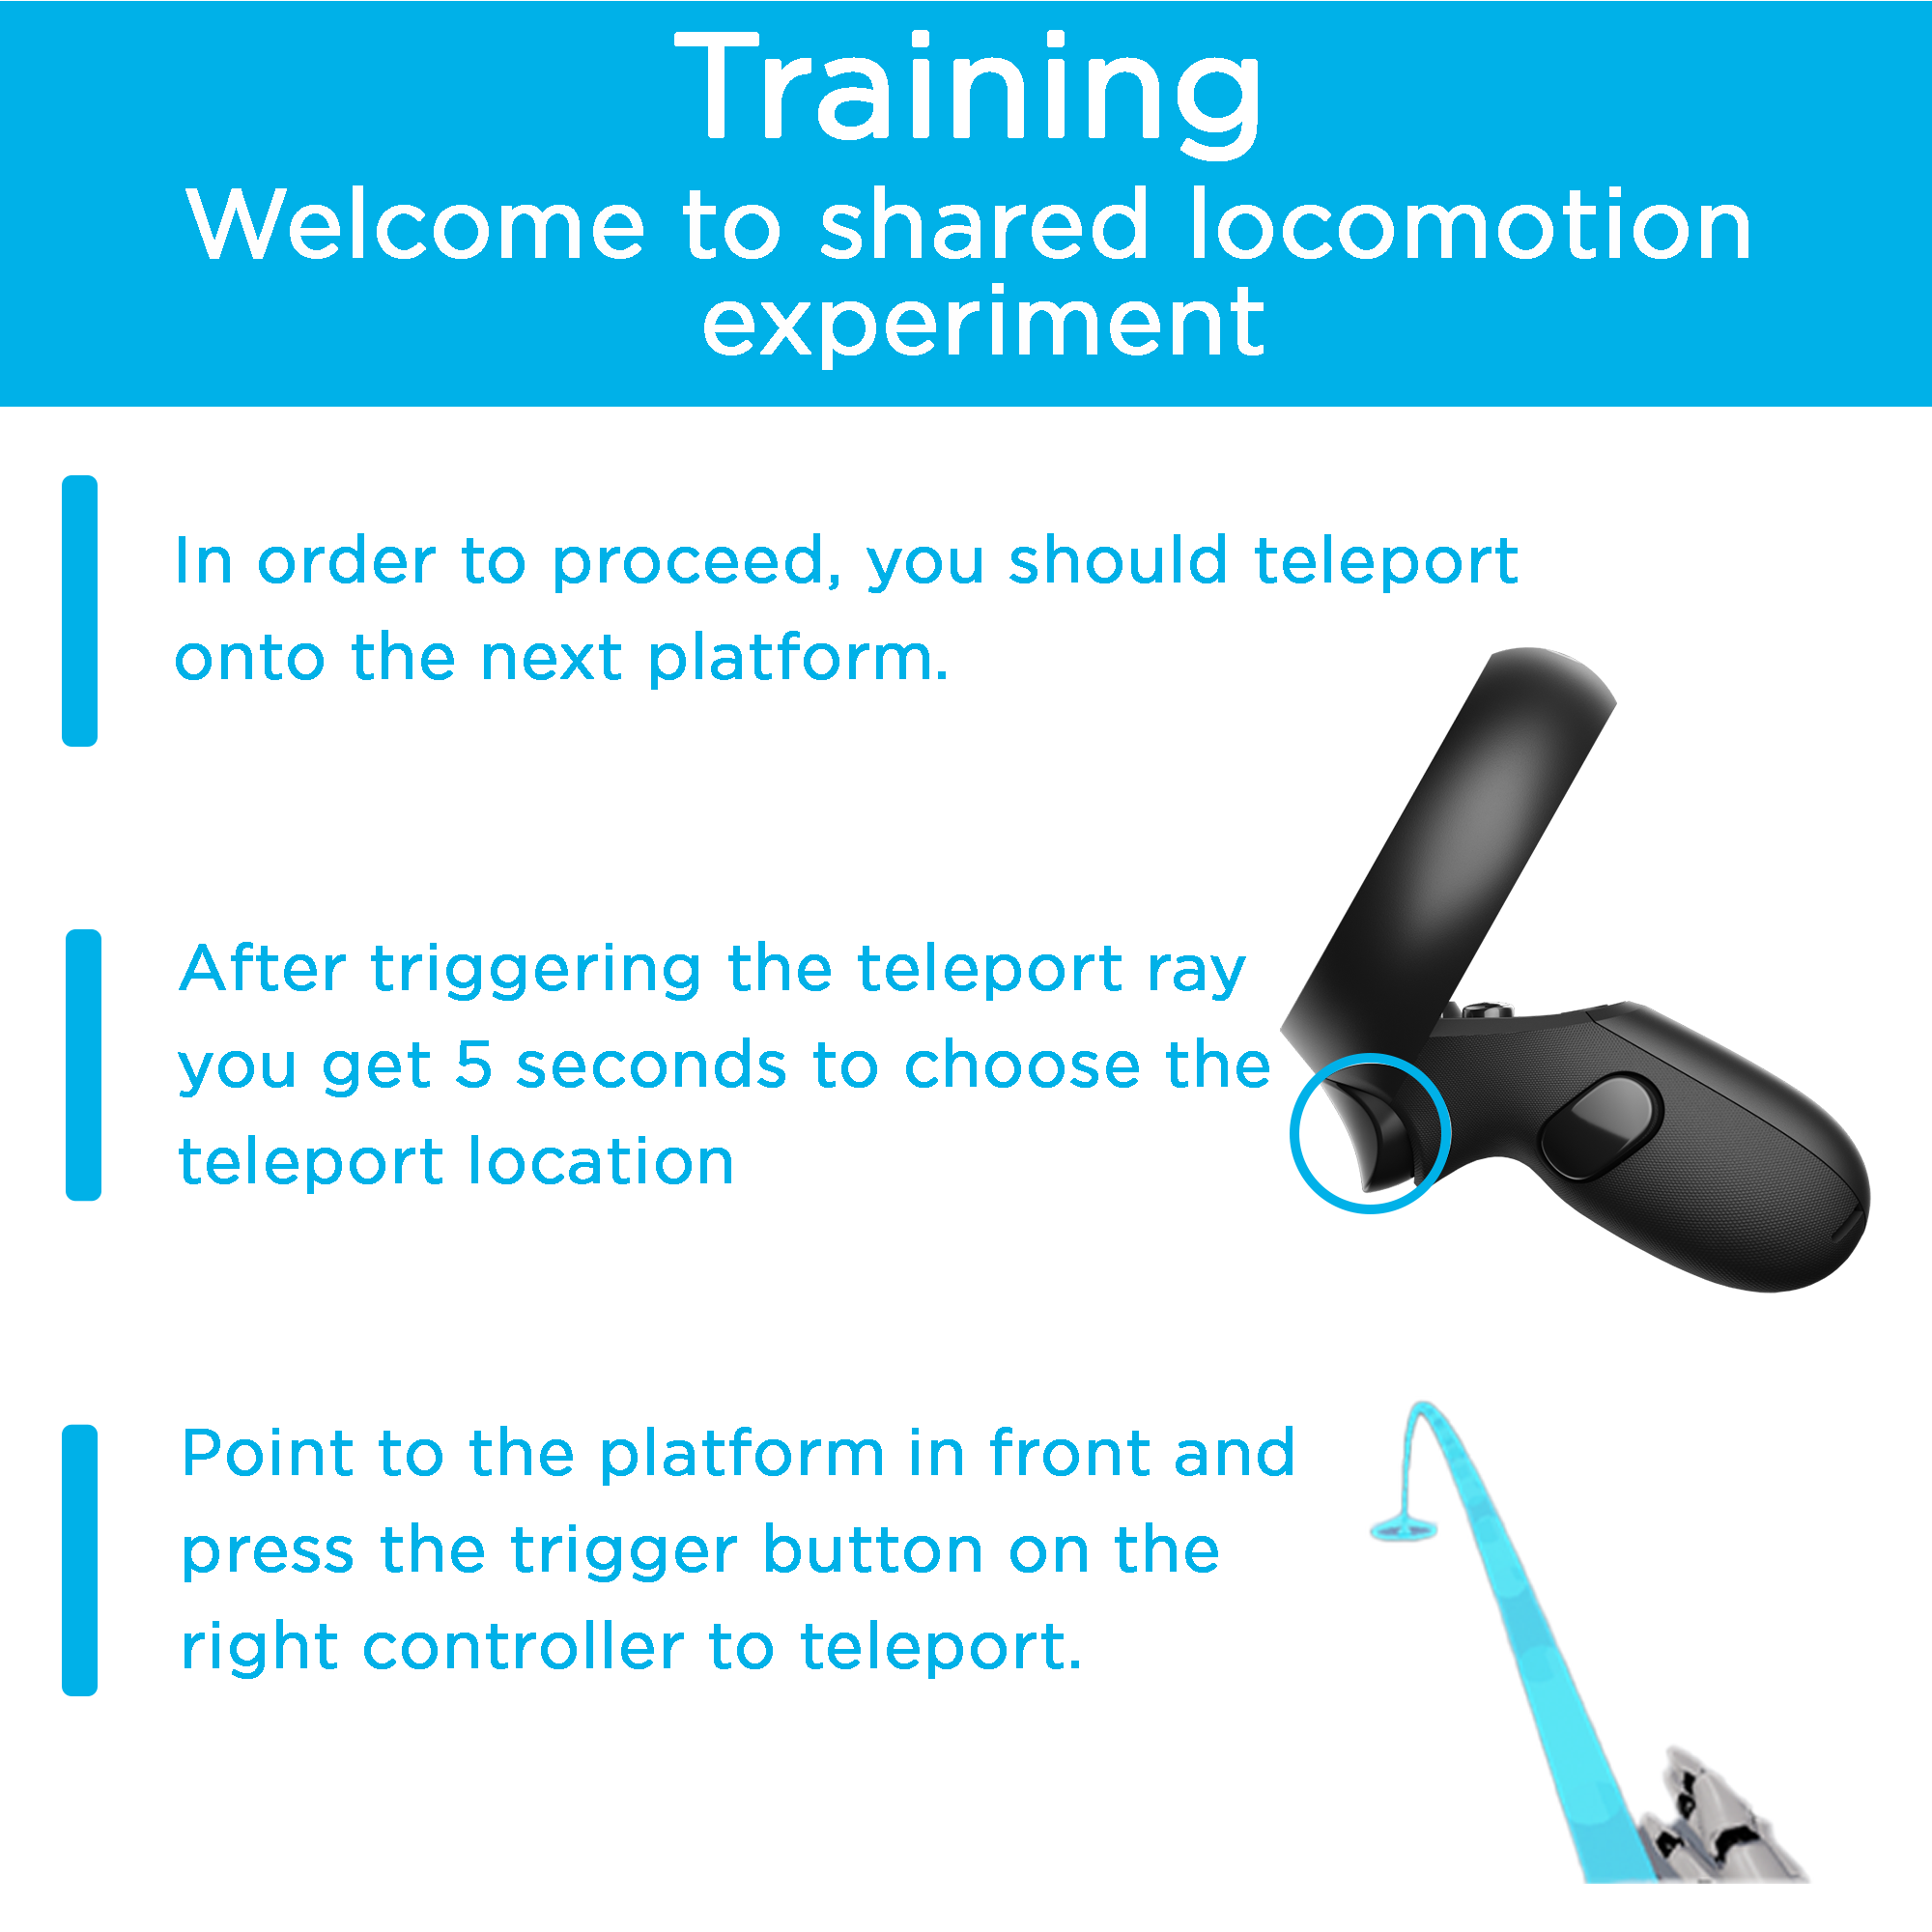 Training
Welcome to shared locomotion
experiment
In order to proceed, you should teleport
onto the next platform.
After triggering the teleport ray
you get 5 seconds to choose the
teleport location
Point to the platform in front and
press the trigger button on the
right controller to teleport.